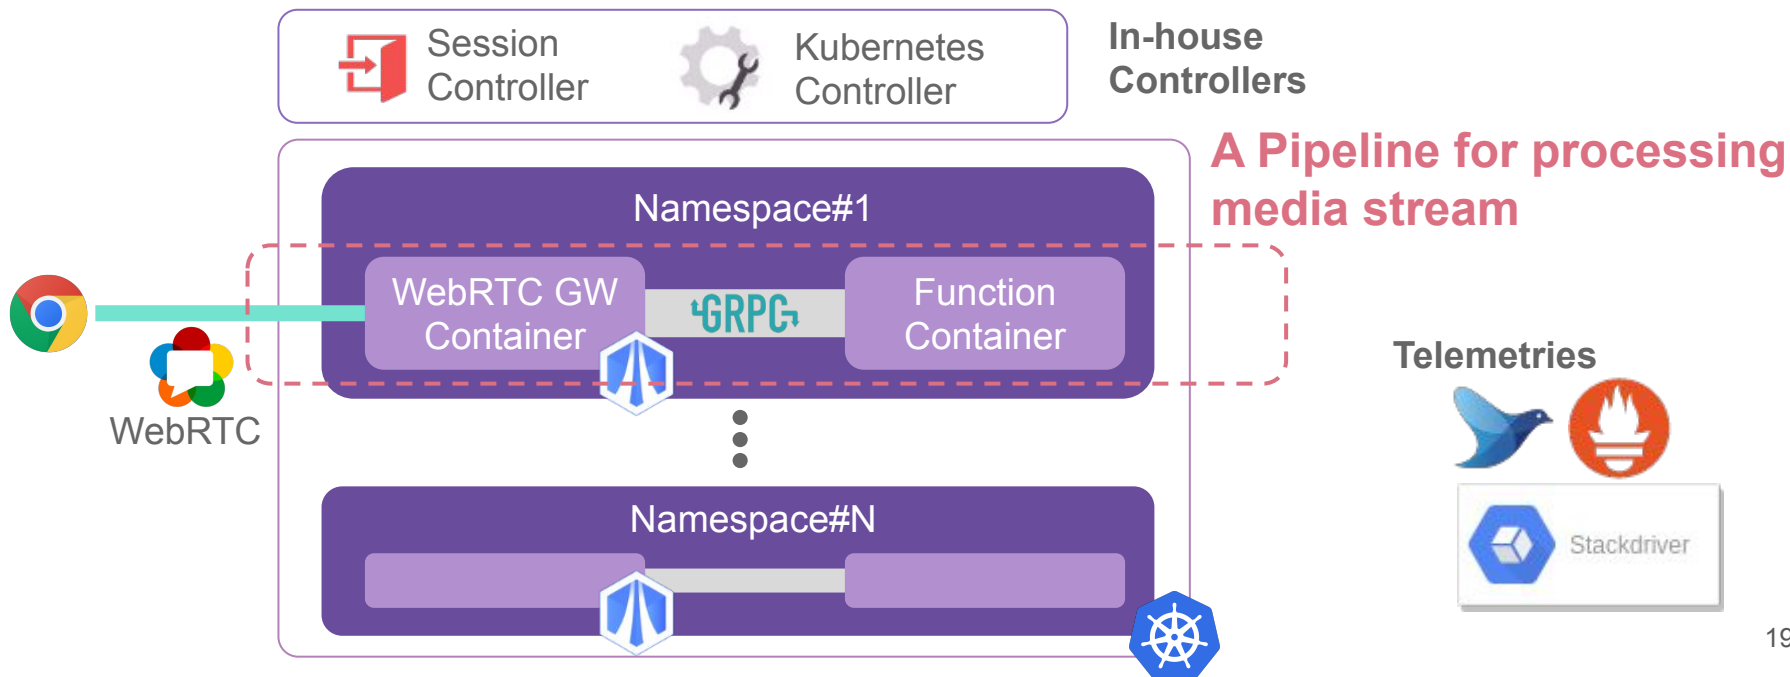 Session
Controller
Kubernetes
Controller
In-house
Controllers
A Pipeline for processing
media stream
Namespace#1
WebRTC GW
Container
GRPC
Function
Container
WebRTC
Telemetries
Stackdriver
Namespace#N
19